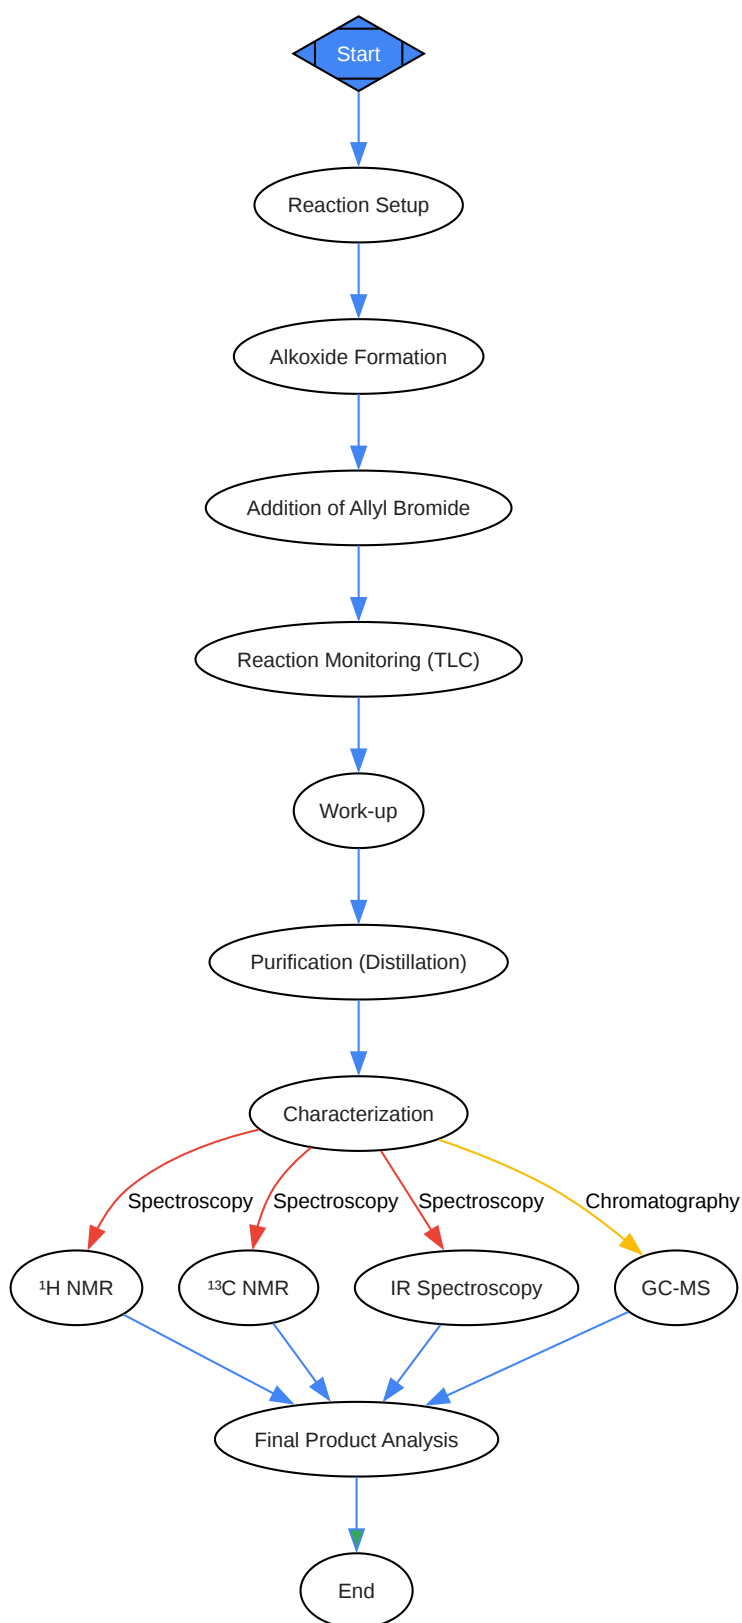 Start
Reaction Setup
Alkoxide Formation
Addition of Allyl Bromide
Reaction Monitoring (TLC)
Work-up
Purification (Distillation)
Characterization
Spectroscopy
Spectroscopy
Spectroscopy
Chromatography
¹H NMR
¹³C NMR
IR Spectroscopy
GC-MS
Final Product Analysis
End